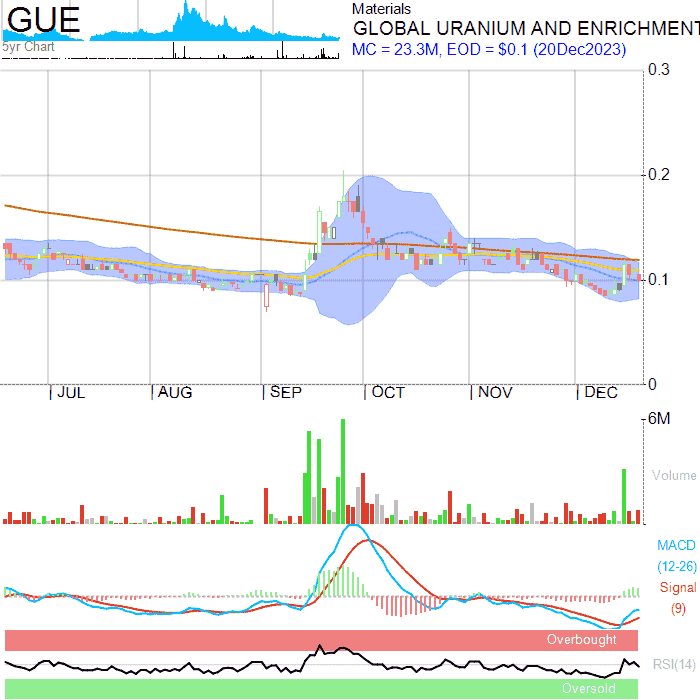 GUE
5yr Chart
Materials
GLOBAL URANIUM AND ENRICHMENT
MC = 23.3M, EOD = $0.1 (20Dec2023)
0.3
0.2
0.1
0
JUL
AUG
SEP
OCT
NOV
DEC
6M
Volume
MACD
(12-26)
Signal
(9)
Overbought
RSI(14)
Oversold